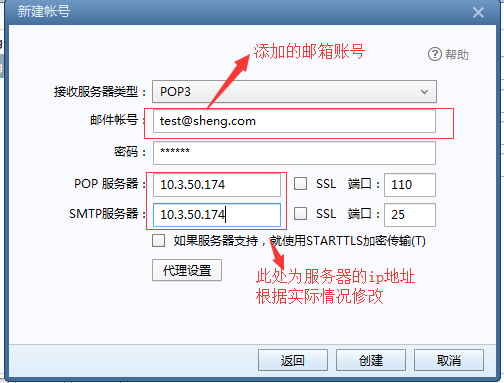 新建帐号
添加的邮箱账号
帮助
接收服务器类型： POP3
邮件帐号： test@sheng.com
密码： ******
POP 服务器： 10.3.50.174 SSL 端口： 110
SMTP服务器： 10.3.50.174 SSL 端口： 25
如果服务器支持，就使用STARTTLS加密传输(T)
代理设置
此处为服务器的ip地址
根据实际情况修改
返回 创建 取消